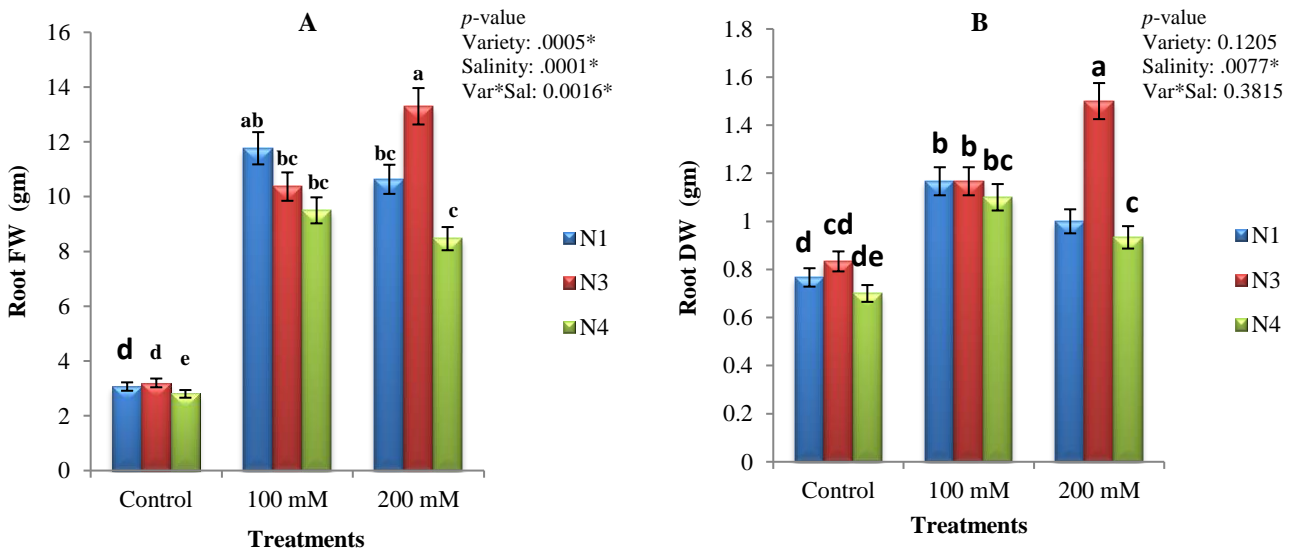 A
p-value
Variety: .0005*
Salinity: .0001*
Var*Sal: 0.0016*
Root FW (gm)
16
14
12
10
8
6
4
2
0
d d e
ab bc bc
bc a c
Control 100 mM 200 mM
Treatments
N1
N3
N4
B
p-value
Variety: 0.1205
Salinity: .0077*
Var*Sal: 0.3815
Root DW (gm)
1.8
1.6
1.4
1.2
1
0.8
0.6
0.4
0.2
0
d cd de
b b bc
a c
Control 100 mM 200 mM
Treatments
N1
N3
N4